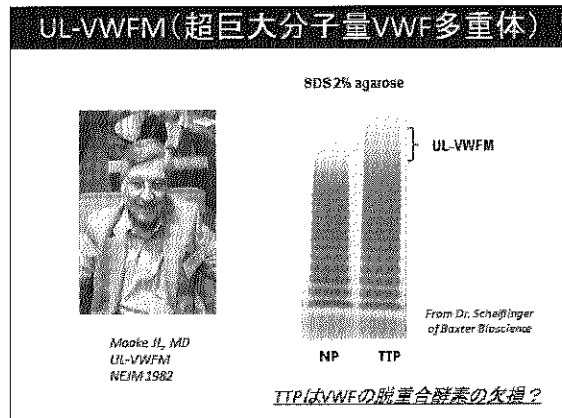 UL-VWFM(超巨大分子量VWF多重体)
SDS 2% agarose
UL-VWFM
From Dr. Scheiflinger
of Baxter Bioscience
Moake JL, MD
UL-VWFM
NEJM 1982
NP TTP
TTPはVWFの脱重合酵素の欠損?